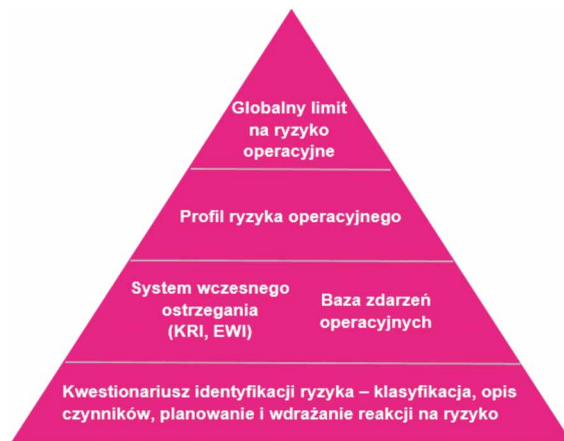 Globalny limit
na ryzyko
operacyjne
Profil ryzyka operacyjnego
System wczesnego
ostrzegania
(KRI, EWI)
Baza zdarzeń
operacyjnych
Kwestionariusz identyfikacji ryzyka – klasyfikacja, opis
czynników, planowanie i wdrażanie reakcji na ryzyko